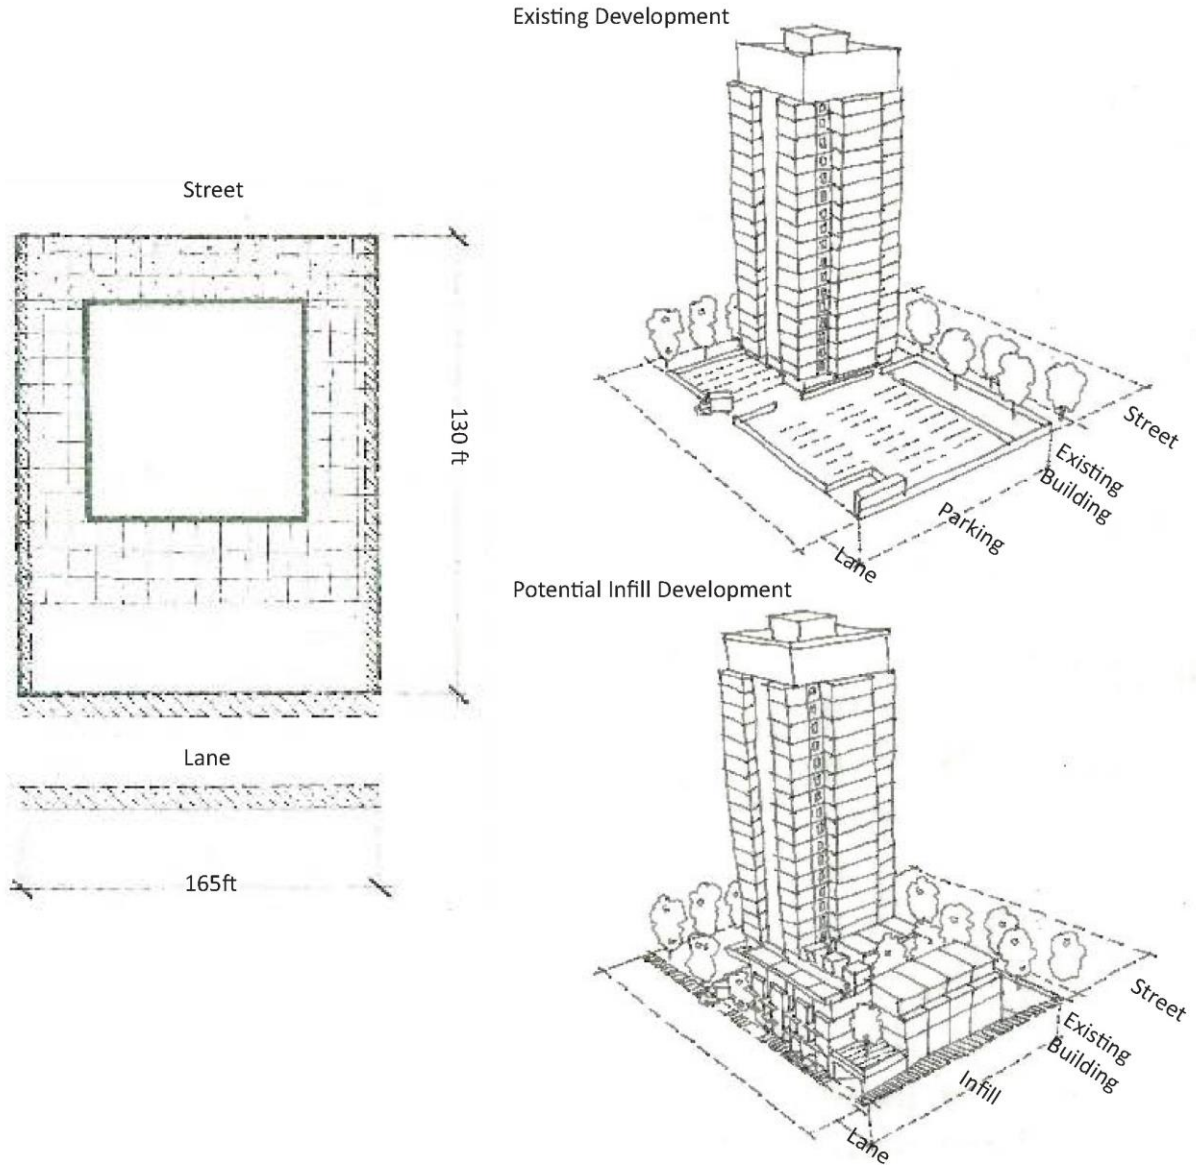 Existing Development
Street
130 ft
Lane
165ft
Street
Existing
Building
Parking
Lane
Potential Infill Development
Street
Existing
Building
Infill
Lane